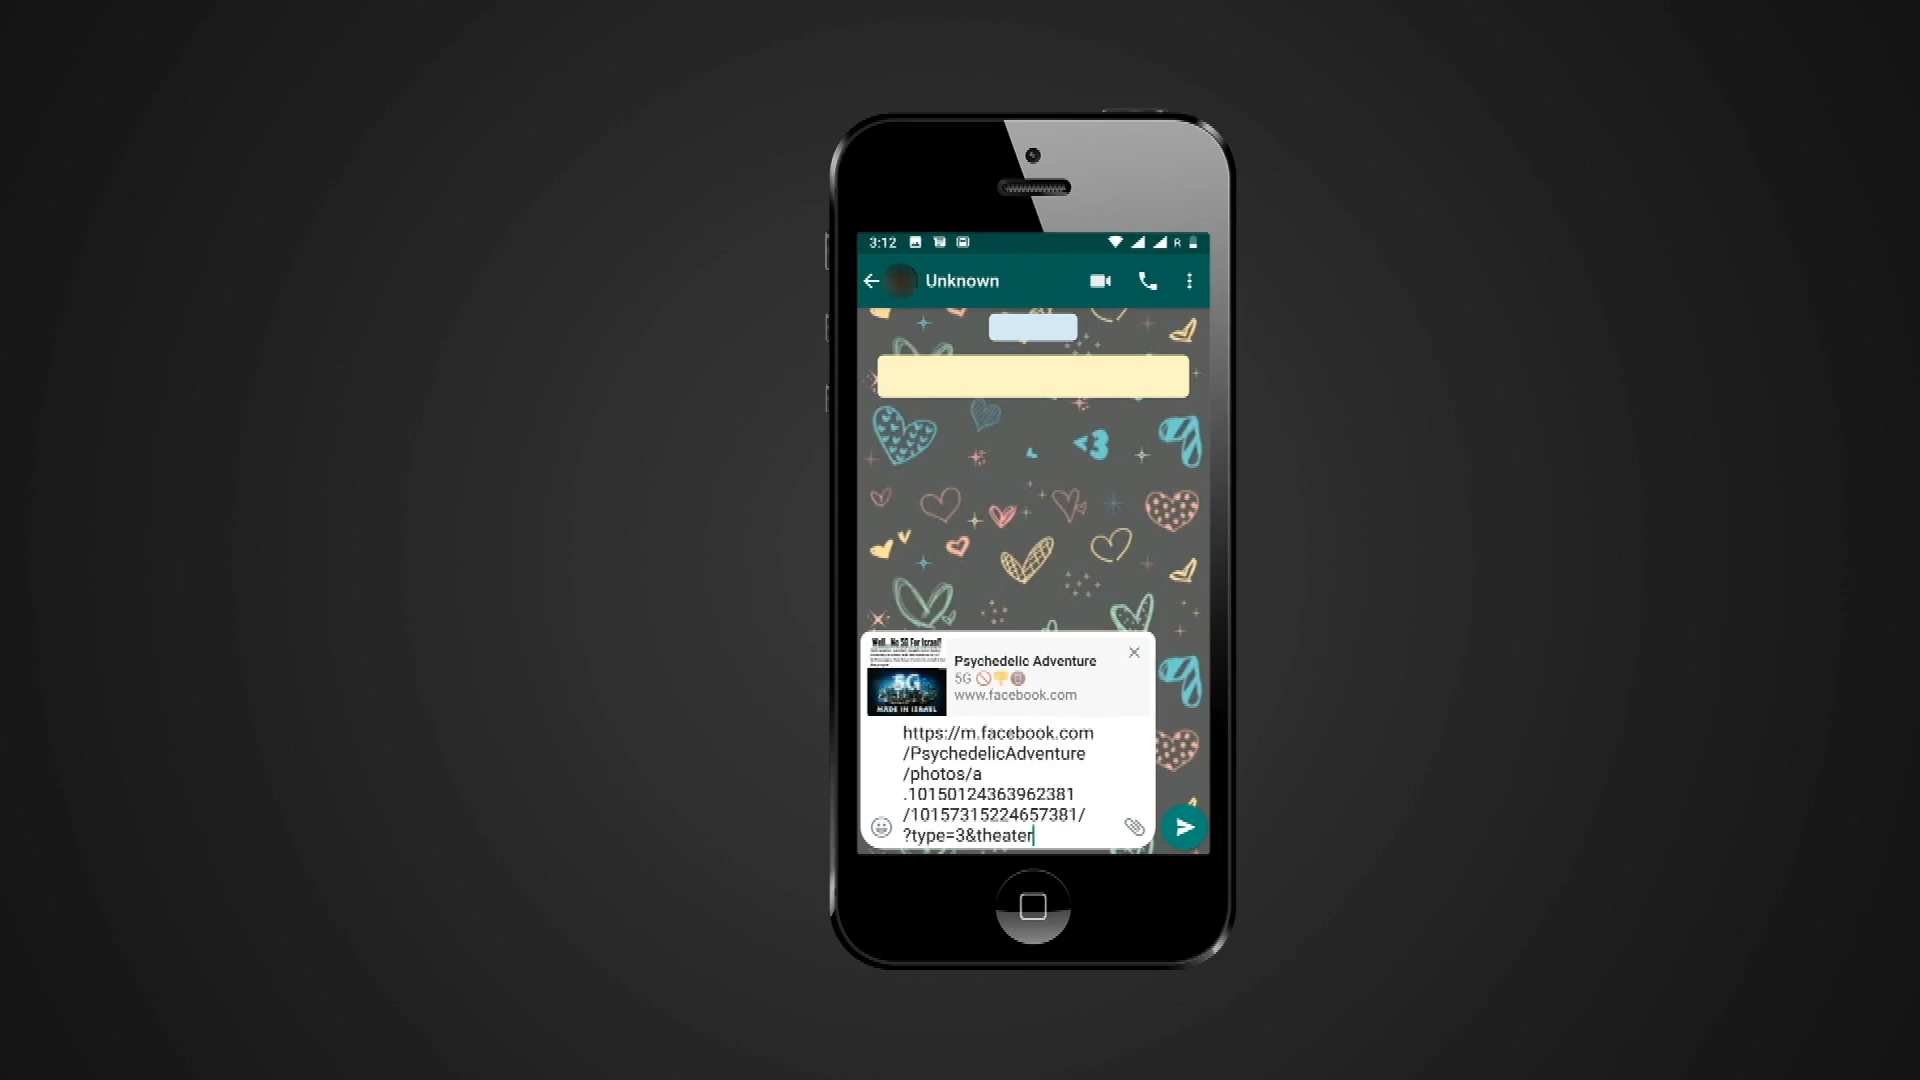 3:12
R
Unknown
<3
Well.. No 5G For Israel!
5G
MADE IN ISRAEL
Psychedelic Adventure
5G 🚫👎
www.facebook.com
https://m.facebook.com
/PsychedelicAdventure
/photos/a
.10150124363962381
/10157315224657381/
?type=3&theater